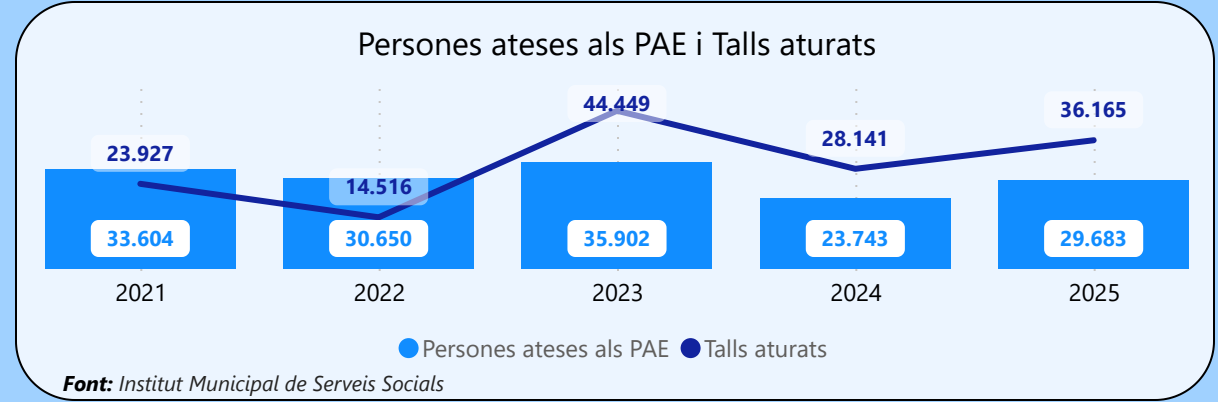 Persones ateses als PAE i Talls aturats
44.449
36.165
28.141
23.927
14.516
33.604 30.650 35.902 23.743 29.683
2021 2022 2023 2024 2025
Persones ateses als PAE Talls aturats
Font: Institut Municipal de Serveis Socials